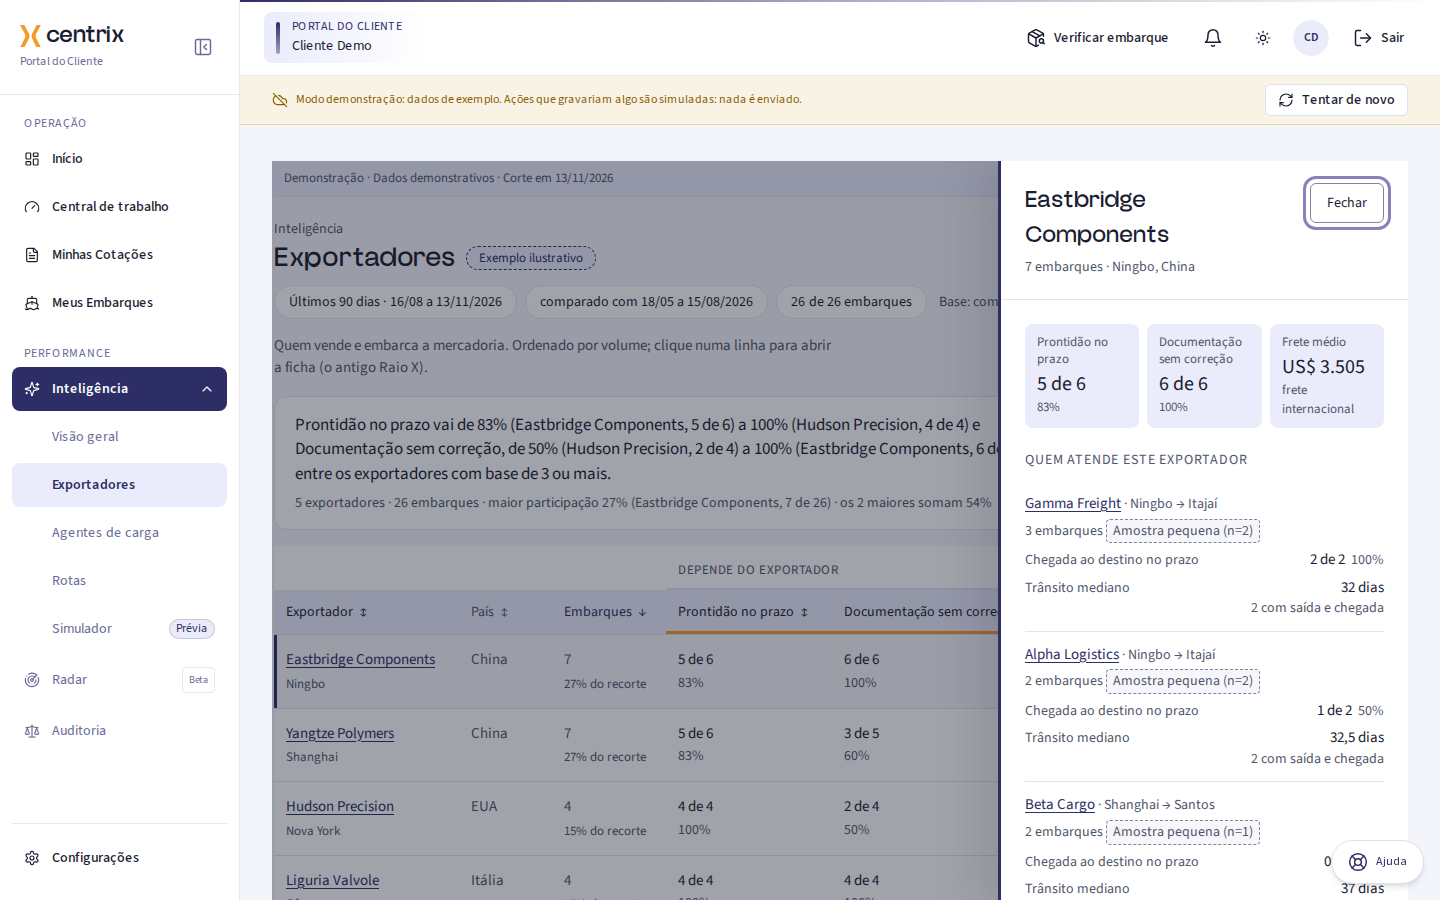 centrix
Portal do Cliente
OPERAÇÃO
Início
Central de trabalho
Minhas Cotações
Meus Embarques
PERFORMANCE
Inteligência
Visão geral
Exportadores
Agentes de carga
Rotas
Simulador Prévia
Radar Beta
Auditoria
Configurações
PORTAL DO CLIENTE
Cliente Demo
Verificar embarque
CD
Sair
Modo demonstração: dados de exemplo. Ações que gravariam algo são simuladas: nada é enviado.
Tentar de novo
Demonstração · Dados demonstrativos · Corte em 13/11/2026
Inteligência
Exportadores Exemplo ilustrativo
Últimos 90 dias · 16/08 a 13/11/2026 comparado com 18/05 a 15/08/2026 26 de 26 embarques Base: com
Quem vende e embarca a mercadoria. Ordenado por volume; clique numa linha para abrir
a ficha (o antigo Raio X).
Prontidão no prazo vai de 83% (Eastbridge Components, 5 de 6) a 100% (Hudson Precision, 4 de 4) e
Documentação sem correção, de 50% (Hudson Precision, 2 de 4) a 100% (Eastbridge Components, 6 de
entre os exportadores com base de 3 ou mais.
5 exportadores · 26 embarques · maior participação 27% (Eastbridge Components, 7 de 26) · os 2 maiores somam 54%
DEPENDE DO EXPORTADOR
Exportador ↕ País ↕ Embarques ↓ Prontidão no prazo ↕ Documentação sem corre
Eastbridge Components China 7 5 de 6 6 de 6
Ningbo 27% do recorte 83% 100%
Yangtze Polymers China 7 5 de 6 3 de 5
Shanghai 27% do recorte 83% 60%
Hudson Precision EUA 4 4 de 4 2 de 4
Nova York 15% do recorte 100% 50%
Liguria Valvole Itália 4 4 de 4 4 de 4
Eastbridge
Components
Fechar
7 embarques · Ningbo, China
Prontidão no
prazo
5 de 6
83%
Documentação
sem correção
6 de 6
100%
Frete médio
US$ 3.505
frete
internacional
QUEM ATENDE ESTE EXPORTADOR
Gamma Freight · Ningbo → Itajaí
3 embarques Amostra pequena (n=2)
Chegada ao destino no prazo 2 de 2 100%
Trânsito mediano 32 dias
2 com saída e chegada
Alpha Logistics · Ningbo → Itajaí
2 embarques Amostra pequena (n=2)
Chegada ao destino no prazo 1 de 2 50%
Trânsito mediano 32,5 dias
2 com saída e chegada
Beta Cargo · Shanghai → Santos
2 embarques Amostra pequena (n=1)
Chegada ao destino no prazo 0
Trânsito mediano 37 dias
Ajuda